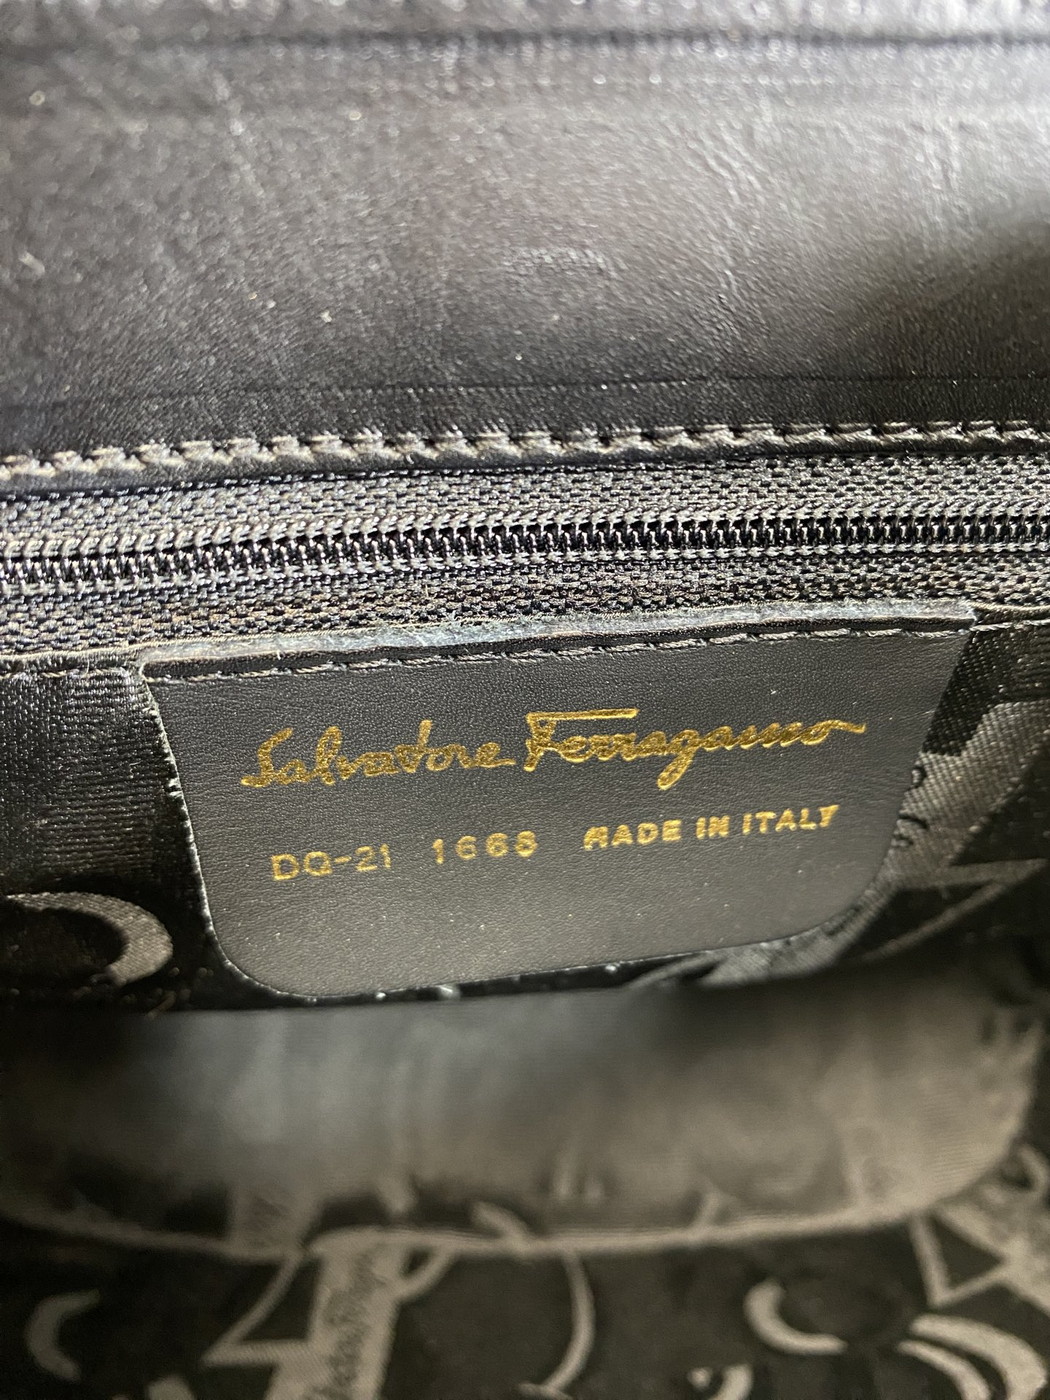 Salvatore Ferragamo
DQ-21 1668 MADE IN ITALY